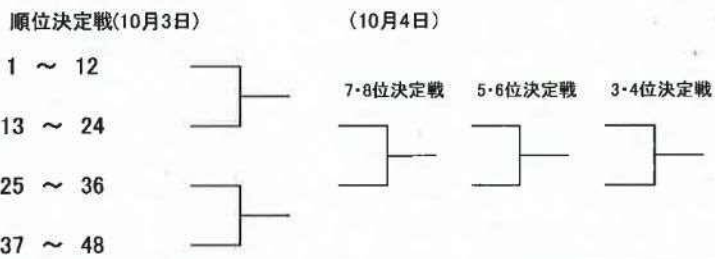 順位決定戦(10月3日)
(10月4日)
1 ～ 12
7・8位決定戦 5・6位決定戦 3・4位決定戦
13 ～ 24
25 ～ 36
37 ～ 48